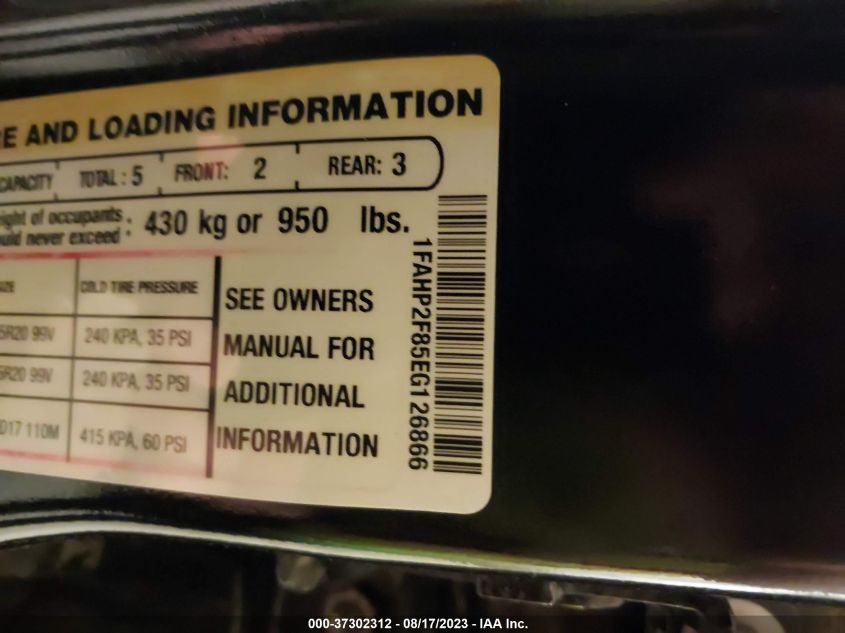 E AND LOADING INFORMATION
CAPACITY TOTAL : 5 FRONT: 2 REAR: 3
ight of occupants
ould never exceed : 430 kg or 950 lbs.
IZE COLD TIRE PRESSURE
5R20 99V 240 KPA, 35 PSI
5R20 99V 240 KPA, 35 PSI
D17 110M 415 KPA, 60 PSI
SEE OWNERS
MANUAL FOR
ADDITIONAL
INFORMATION
1FAHP2F85EG126866
000-37302312 - 08/17/2023 - IAA Inc.